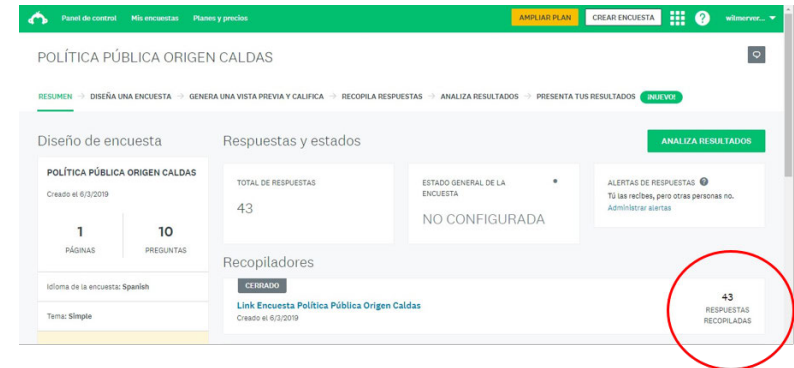 Panel de control Mis encuestas Planes y precios AMPLIAR PLAN CREAR ENCUESTA ? wilmerver...
POLÍTICA PÚBLICA ORIGEN CALDAS
RESUMEN → DISEÑA UNA ENCUESTA → GENERA UNA VISTA PREVIA Y CALIFICA → RECOPILA RESPUESTAS → ANALIZA RESULTADOS → PRESENTA TUS RESULTADOS ¡NUEVO!
Diseño de encuesta
POLÍTICA PÚBLICA ORIGEN CALDAS
Creado el 6/3/2019
1
PÁGINAS
10
PREGUNTAS
Idioma de la encuesta: Spanish
Tema: Simple
Respuestas y estados
ANALIZA RESULTADOS
TOTAL DE RESPUESTAS
43
ESTADO GENERAL DE LA
ENCUESTA
NO CONFIGURADA
ALERTAS DE RESPUESTAS ?
Tú las recibes, pero otras personas no.
Administrar alertas
Recopiladores
CERRADO
Link Encuesta Política Pública Origen Caldas
Creado el 6/3/2019
43
RESPUESTAS
RECOPILADAS